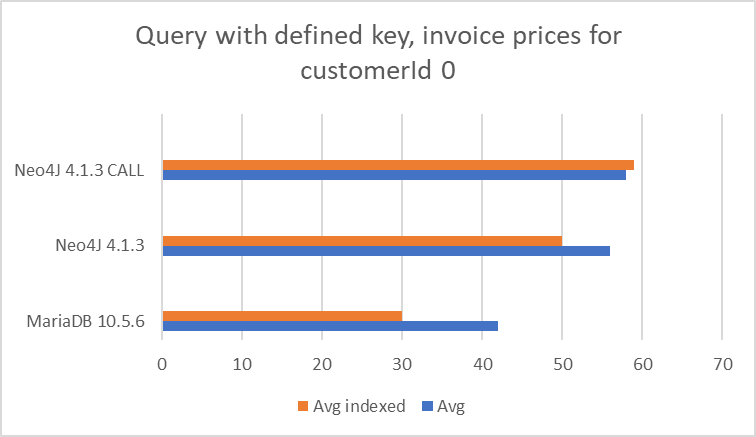 Query with defined key, invoice prices for
customerId 0
Neo4J 4.1.3 CALL
Neo4J 4.1.3
MariaDB 10.5.6
0 10 20 30 40 50 60 70
Avg indexed Avg